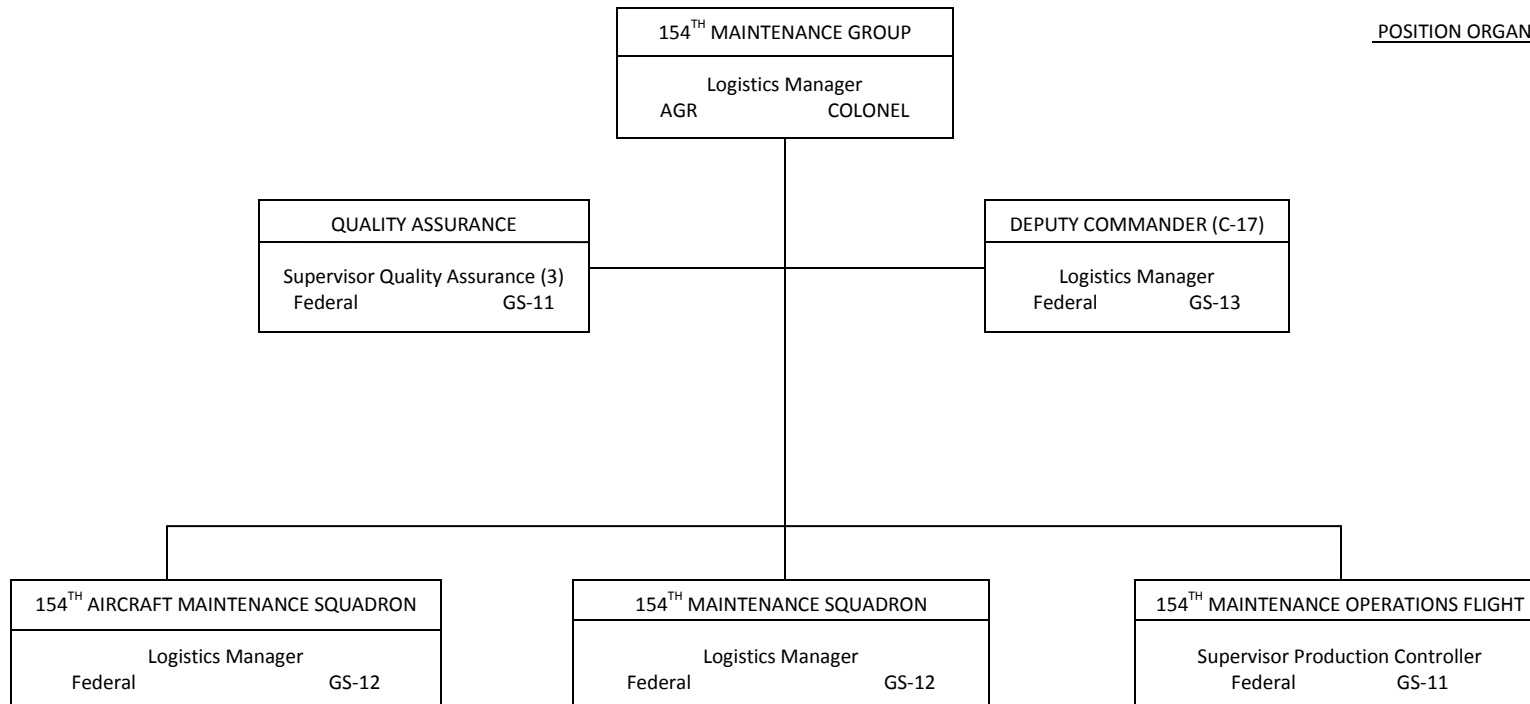 154TH MAINTENANCE GROUP
POSITION ORGAN
Logistics Manager
AGR COLONEL
QUALITY ASSURANCE
Supervisor Quality Assurance (3)
Federal GS-11
DEPUTY COMMANDER (C-17)
Logistics Manager
Federal GS-13
154TH AIRCRAFT MAINTENANCE SQUADRON
Logistics Manager
Federal GS-12
154TH MAINTENANCE SQUADRON
Logistics Manager
Federal GS-12
154TH MAINTENANCE OPERATIONS FLIGHT
Supervisor Production Controller
Federal GS-11